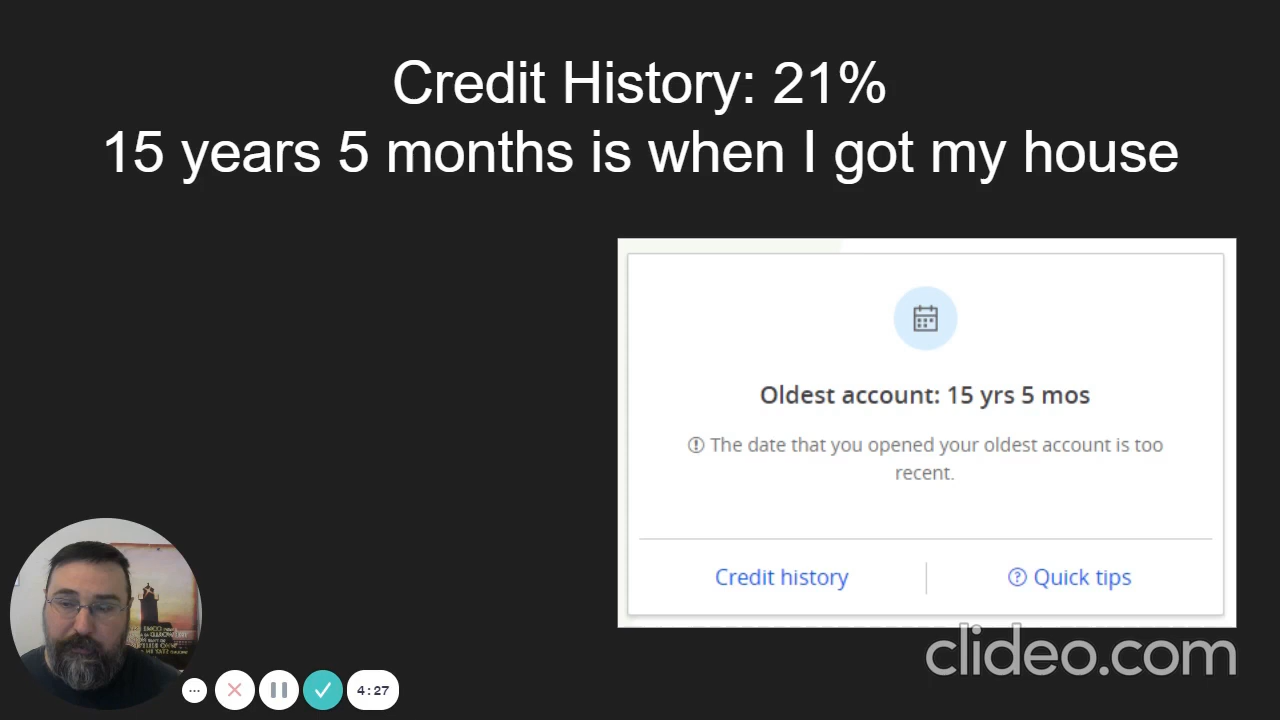 Credit History: 21%
15 years 5 months is when I got my house
Oldest account: 15 yrs 5 mos
The date that you opened your oldest account is too
recent.
Credit history
Quick tips
4:27
clideo.com